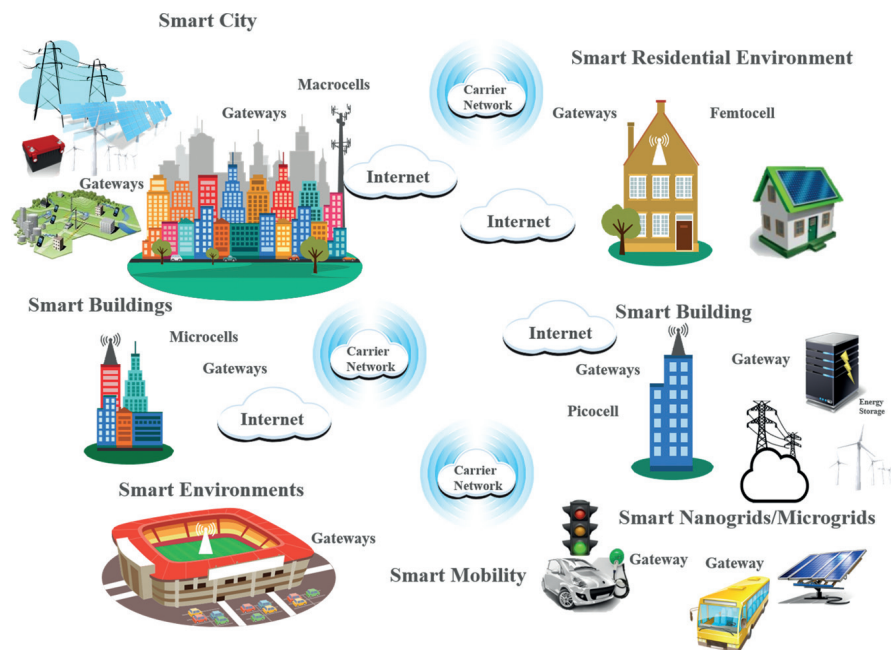 Smart City
Smart Residential Environment
Macrocells
Gateways
Carrier
Network
Gateways
Femtocell
Gateways
Internet
Internet
Smart Buildings
Smart Building
Microcells
Gateways
Carrier
Network
Internet
Gateways
Gateway
Picocell
Energy
Storage
Internet
Carrier
Network
Smart Environments
Gateways
Smart Nanogrids/Microgrids
Smart Mobility
Gateway
Gateway